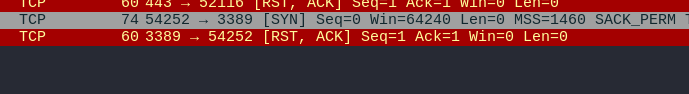 TCP 60 443 → 52116 [RST, ACK] Seq=1 Ack=1 Win=0 Len=0
74 54252 → 3389 [SYN] Seq=0 Win=64240 Len=0 MSS=1460 SACK_PERM
TCP 60 3389 → 54252 [RST, ACK] Seq=1 Ack=1 Win=0 Len=0